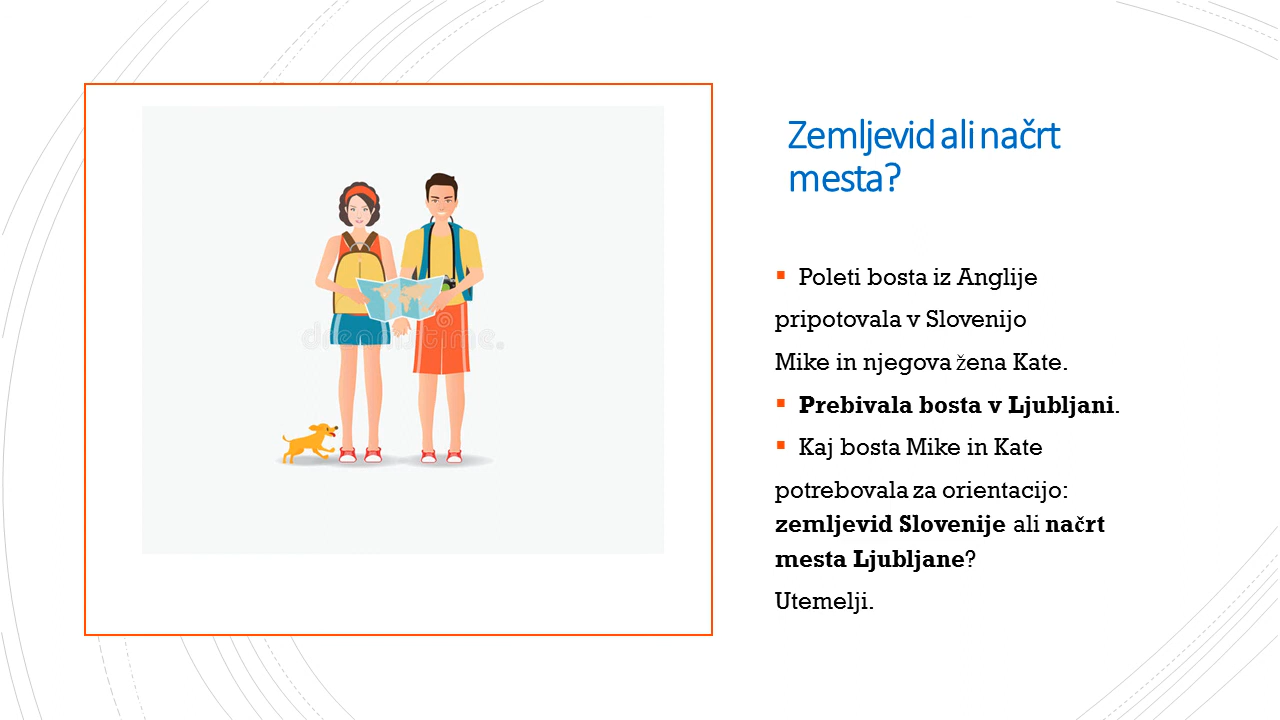 Zemljevid ali načrt
mesta?
Poleti bosta iz Anglije
pripotovala v Slovenijo
Mike in njegova žena Kate.
Prebivala bosta v Ljubljani.
Kaj bosta Mike in Kate
potrebovala za orientacijo:
zemljevid Slovenije ali načrt
mesta Ljubljane?
Utemelji.
dreamstime.